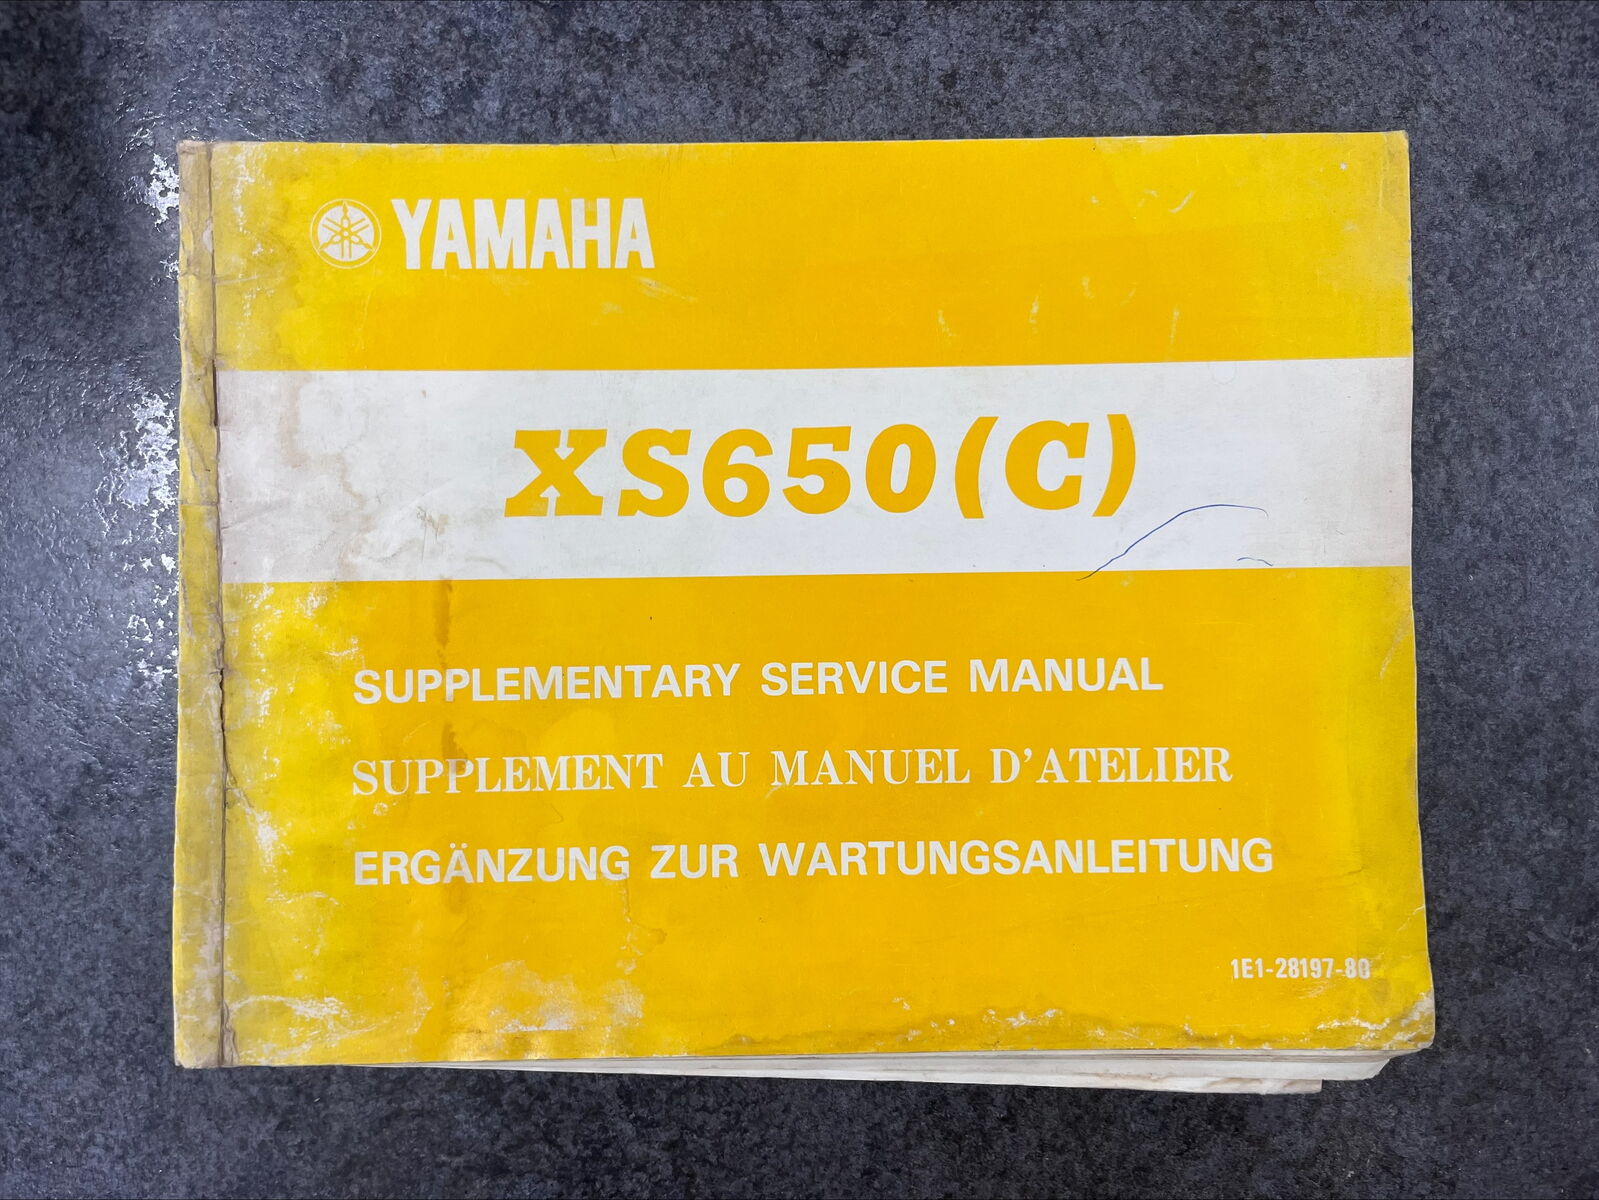 YAMAHA
XS650(C)
SUPPLEMENTARY SERVICE MANUAL
SUPPLEMENT AU MANUEL D'ATELIER
ERGÄNZUNG ZUR WARTUNGSANLEITUNG
1E1-28197-80